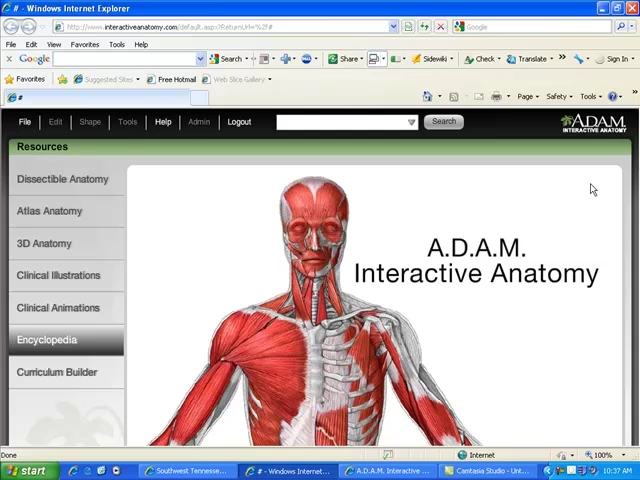 # - Windows Internet Explorer
http://www.interactiveanatomy.com/default.aspx?ReturnUrl=%2f#
Google
File Edit View Favorites Tools Help
Google Search Share Sidewiki Check Translate Sign In
Favorites Suggested Sites Free Hotmail Web Slice Gallery
#
Page Safety Tools
File Edit Shape Tools Help Admin Logout Search ADAM
INTERACTIVE ANATOMY
Resources
Dissectible Anatomy
Atlas Anatomy
3D Anatomy
Clinical Illustrations
Clinical Animations
Encyclopedia
Curriculum Builder
A.D.A.M.
Interactive Anatomy
Done Internet 100%
start Southwest Tennesse... # - Windows Internet... A.D.A.M. Interactive ... Camtasia Studio - Unt... 10:37 AM